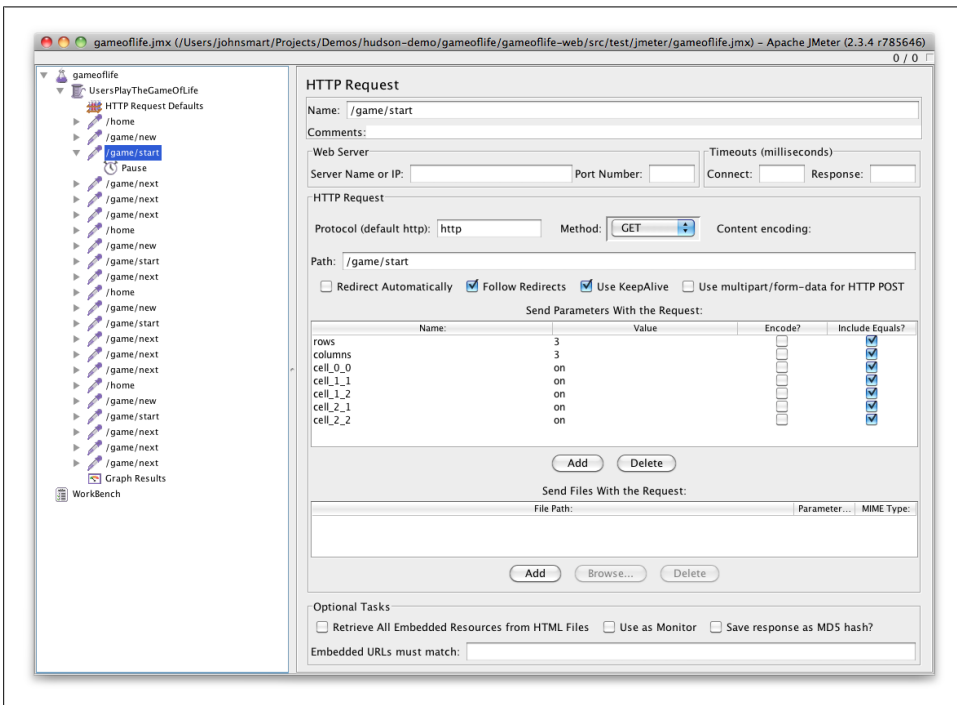 gameoflife.jmx (/Users/johnsmart/Projects/Demos/hudson-demo/gameoflife/gameoflife-web/src/test/jmeter/gameoflife.jmx) – Apache JMeter (2.3.4 r785646)
0 / 0
gameoflife
UsersPlayTheGameOfLife
HTTP Request Defaults
/home
/game/new
/game/start
Pause
/game/next
/game/next
/game/next
/home
/game/new
/game/start
/game/next
/home
/game/new
/game/start
/game/next
/game/next
/game/next
/home
/game/new
/game/start
/game/next
/game/next
/game/next
Graph Results
WorkBench
HTTP Request
Name: /game/start
Comments:
Web Server
Timeouts (milliseconds)
Server Name or IP: Port Number: Connect: Response:
HTTP Request
Protocol (default http): http Method: GET Content encoding:
Path: /game/start
Redirect Automatically Follow Redirects Use KeepAlive Use multipart/form-data for HTTP POST
Send Parameters With the Request:
Name: Value Encode? Include Equals?
rows 3
columns 3
cell_0_0 on
cell_1_1 on
cell_1_2 on
cell_2_1 on
cell_2_2 on
Add Delete
Send Files With the Request:
File Path: Parameter... MIME Type:
Add Browse... Delete
Optional Tasks
Retrieve All Embedded Resources from HTML Files Use as Monitor Save response as MD5 hash?
Embedded URLs must match: